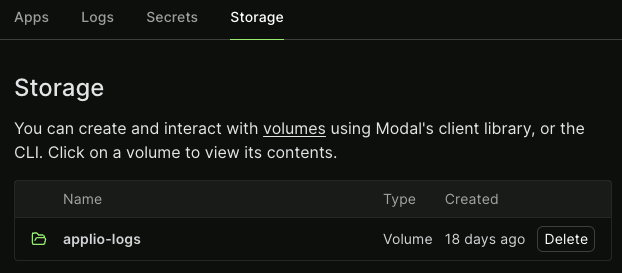 Apps Logs Secrets Storage
Storage
You can create and interact with volumes using Modal's client library, or the
CLI. Click on a volume to view its contents.
Name Type Created
applio-logs Volume 18 days ago Delete